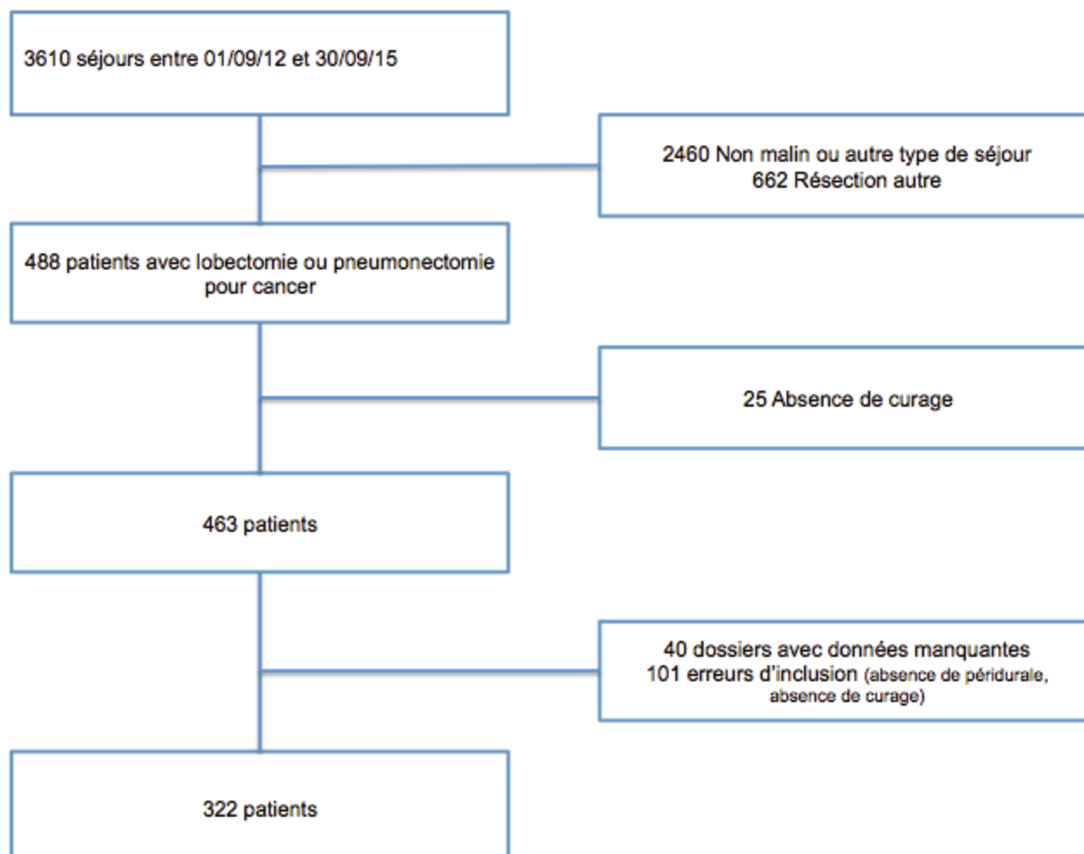 3610 séjours entre 01/09/12 et 30/09/15
2460 Non malin ou autre type de séjour
662 Résection autre
488 patients avec lobectomie ou pneumonectomie
pour cancer
25 Absence de curage
463 patients
40 dossiers avec données manquantes
101 erreurs d'inclusion (absence de péridurale,
absence de curage)
322 patients